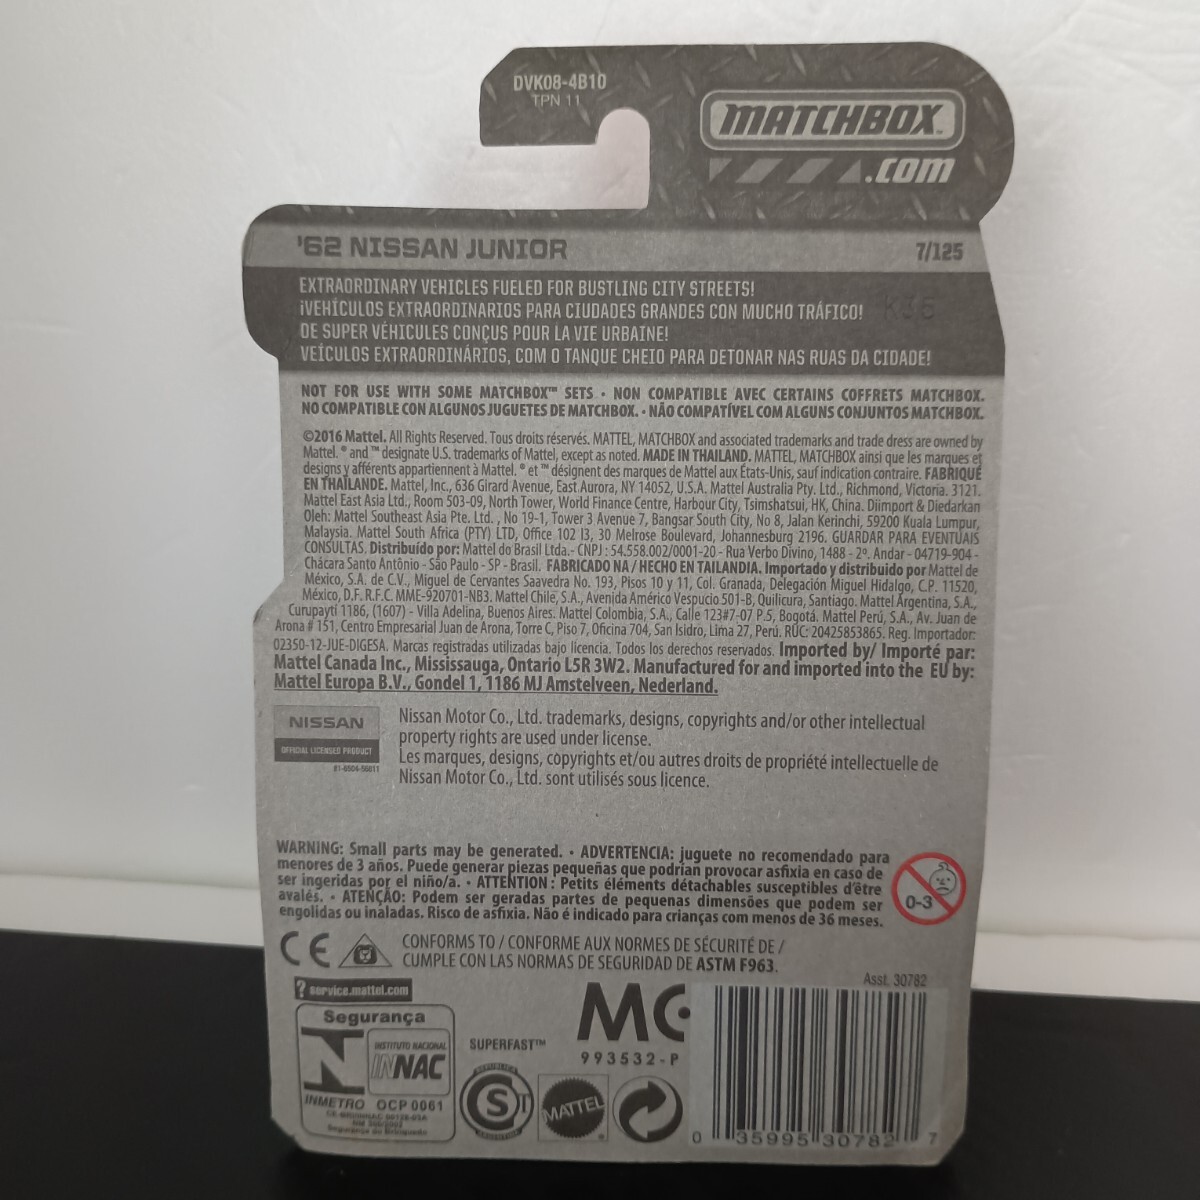 DVK08-4B10
TPN 11
MATCHBOX™
.COM
'62 NISSAN JUNIOR
7/125
EXTRAORDINARY VEHICLES FUELED FOR BUSTLING CITY STREETS!
¡VEHÍCULOS EXTRAORDINARIOS PARA CIUDADES GRANDES CON MUCHO TRÁFICO!
K36
DE SUPER VÉHICULES CONÇUS POUR LA VIE URBAINE!
VEÍCULOS EXTRAORDINÁRIOS, COM O TANQUE CHEIO PARA DETONAR NAS RUAS DA CIDADE!
NOT FOR USE WITH SOME MATCHBOX™ SETS • NON COMPATIBLE AVEC CERTAINS COFFRETS MATCHBOX.
NO COMPATIBLE CON ALGUNOS JUGUETES DE MATCHBOX. • NÃO COMPATÍVEL COM ALGUNS CONJUNTOS MATCHBOX.
©2016 Mattel. All Rights Reserved. Tous droits réservés. MATTEL, MATCHBOX and associated trademarks and trade dress are owned by
Mattel. ® and ™ designate U.S. trademarks of Mattel, except as noted. MADE IN THAILAND. MATTEL, MATCHBOX ainsi que les marques et
designs y afférents appartiennent à Mattel. ® et ™ désignent des marques de Mattel aux États-Unis, sauf indication contraire. FABRIQUÉ
EN THAÏLANDE. Mattel, Inc., 636 Girard Avenue, East Aurora, NY 14052, U.S.A. Mattel Australia Pty. Ltd., Richmond, Victoria. 3121.
Mattel East Asia Ltd., Room 503-09, North Tower, World Finance Centre, Harbour City, Tsimshatsui, HK, China. Diimport & Diedarkan
Oleh: Mattel Southeast Asia Pte. Ltd. , No 19-1, Tower 3 Avenue 7, Bangsar South City, No 8, Jalan Kerinchi, 59200 Kuala Lumpur,
Malaysia. Mattel South Africa (PTY) LTD, Office 102 I3, 30 Melrose Boulevard, Johannesburg 2196. GUARDAR PARA EVENTUAIS
CONSULTAS. Distribuído por: Mattel do Brasil Ltda.- CNPJ : 54.558.002/0001-20 - Rua Verbo Divino, 1488 - 2º. Andar - 04719-904 -
Chácara Santo Antônio - São Paulo - SP - Brasil. FABRICADO NA / HECHO EN TAILANDIA. Importado y distribuido por Mattel de
México, S.A. de C.V., Miguel de Cervantes Saavedra No. 193, Pisos 10 y 11, Col. Granada, Delegación Miguel Hidalgo, C.P. 11520,
México, D.F. R.F.C. MME-920701-NB3. Mattel Chile, S.A., Avenida Américo Vespucio 501-B, Quilicura, Santiago. Mattel Argentina, S.A.,
Curupaytí 1186, (1607) - Villa Adelina, Buenos Aires. Mattel Colombia, S.A., Calle 123#7-07 P.5, Bogotá. Mattel Perú, S.A., Av. Juan de
Arona # 151, Centro Empresarial Juan de Arona, Torre C, Piso 7, Oficina 704, San Isidro, Lima 27, Perú. RUC: 20425853865. Reg. Importador:
02350-12-JUE-DIGESA. Marcas registradas utilizadas bajo licencia. Todos los derechos reservados. Imported by/ Importé par:
Mattel Canada Inc., Mississauga, Ontario L5R 3W2. Manufactured for and imported into the EU by:
Mattel Europa B.V., Gondel 1, 1186 MJ Amstelveen, Nederland.
NISSAN
OFFICIAL LICENSED PRODUCT
Nissan Motor Co., Ltd. trademarks, designs, copyrights and/or other intellectual
property rights are used under license.
Les marques, designs, copyrights et/ou autres droits de propriété intellectuelle de
Nissan Motor Co., Ltd. sont utilisés sous licence.
WARNING: Small parts may be generated. • ADVERTENCIA: juguete no recomendado para
menores de 3 años. Puede generar piezas pequeñas que podrían provocar asfixia en caso de
ser ingeridas por el niño/a. • ATTENTION : Petits éléments détachables susceptibles d'être
avalés. • ATENÇÃO: Podem ser geradas partes de pequenas dimensões que podem ser
engolidas ou inaladas. Risco de asfixia. Não é indicado para crianças com menos de 36 meses.
0-3
CE
CONFORMS TO / CONFORME AUX NORMES DE SÉCURITÉ DE /
CUMPLE CON LAS NORMAS DE SEGURIDAD DE ASTM F963.
Asst. 30782
? service.mattel.com
Segurança
INSTITUTO NACIONAL
INNAC
INMETRO OCP 0061
Segurança do Brinquedo
SUPERFAST™
MC
993532-P
S
MATTEL
0 35995 30782 7